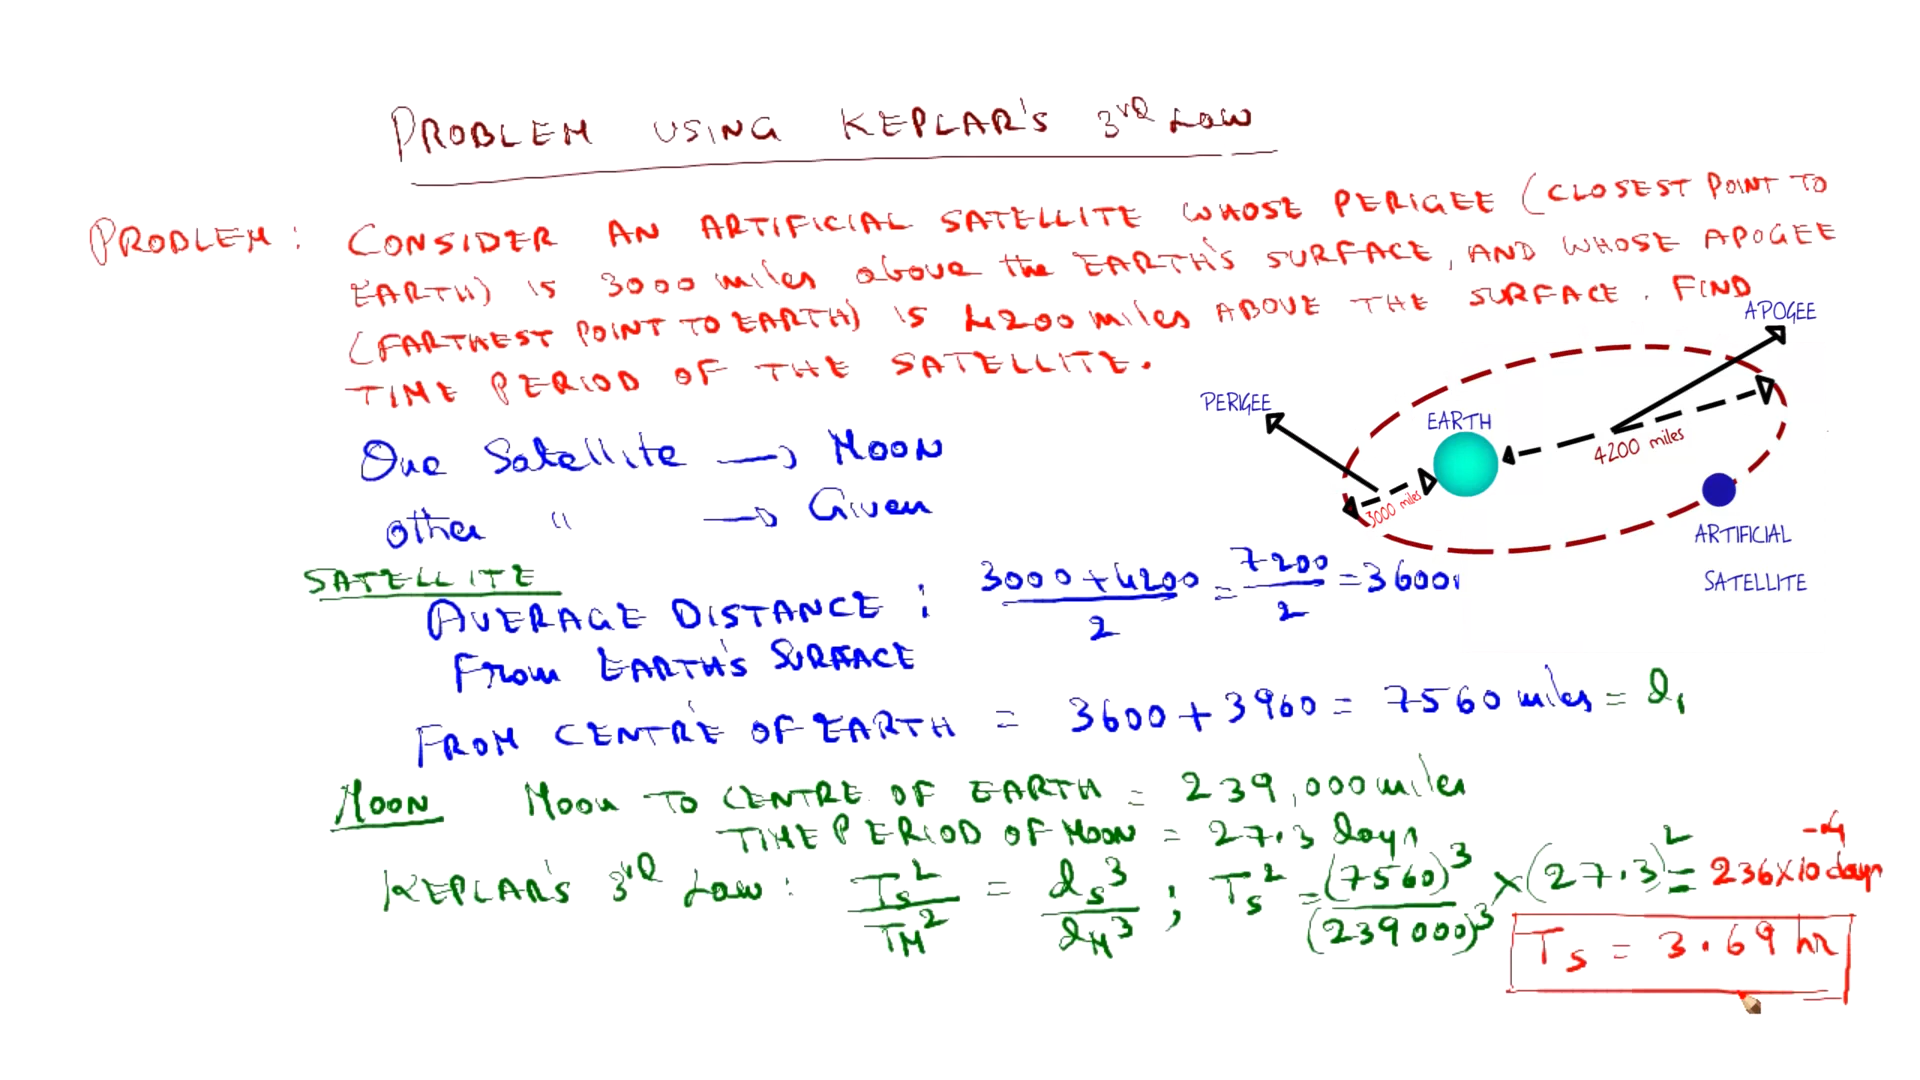 PROBLEM USING KEPLAR'S 3rd Law
PROBLEM: CONSIDER AN ARTIFICIAL SATELLITE WHOSE PERIGEE (CLOSEST POINT TO
EARTH) IS 3000 miles above the EARTH'S SURFACE, AND WHOSE APOGEE
(FARTHEST POINT TO EARTH) IS 4200 miles ABOVE THE SURFACE. FIND
TIME PERIOD OF THE SATELLITE.
APOGEE
PERIGEE
EARTH
4200 miles
3000 miles
ARTIFICIAL
SATELLITE
One Satellite → Moon
other " → Given
SATELLITE
AVERAGE DISTANCE : (3000+4200)/2 = 7200/2 = 3600
From EARTH'S SURFACE
FROM CENTRE OF EARTH = 3600 + 3960 = 7560 miles = d₁
MOON Moon TO CENTRE OF EARTH = 239,000 miles
TIME PERIOD OF MOON = 27.3 days
KEPLAR'S 3rd Law : Ts²/TM² = ds³/dM³ ; Ts² = (7560)³/(239000)³ × (27.3)² = 236×10⁻⁴ days
Ts = 3.69 hr